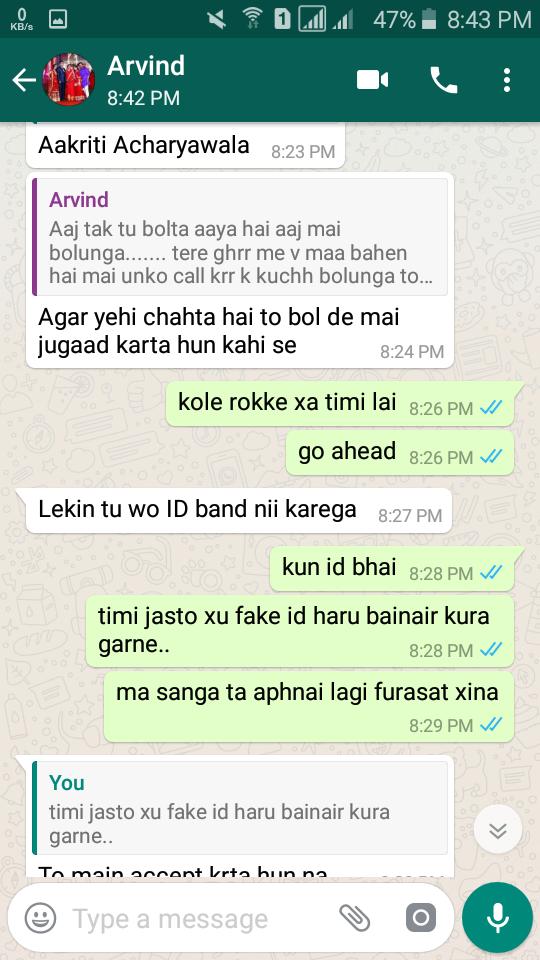 0
KB/s
1
47%
8:43 PM
Arvind
8:42 PM
Aakriti Acharyawala 8:23 PM
Arvind
Aaj tak tu bolta aaya hai aaj mai
bolunga....... tere ghrr me v maa bahen
hai mai unko call krr k kuchh bolunga to...
Agar yehi chahta hai to bol de mai
jugaad karta hun kahi se 8:24 PM
kole rokke xa timi lai 8:26 PM
go ahead 8:26 PM
Lekin tu wo ID band nii karega 8:27 PM
kun id bhai 8:28 PM
timi jasto xu fake id haru bainair kura
garne.. 8:28 PM
ma sanga ta aphnai lagi furasat xina
8:29 PM
You
timi jasto xu fake id haru bainair kura
garne..
To main accept krta hun na
Type a message